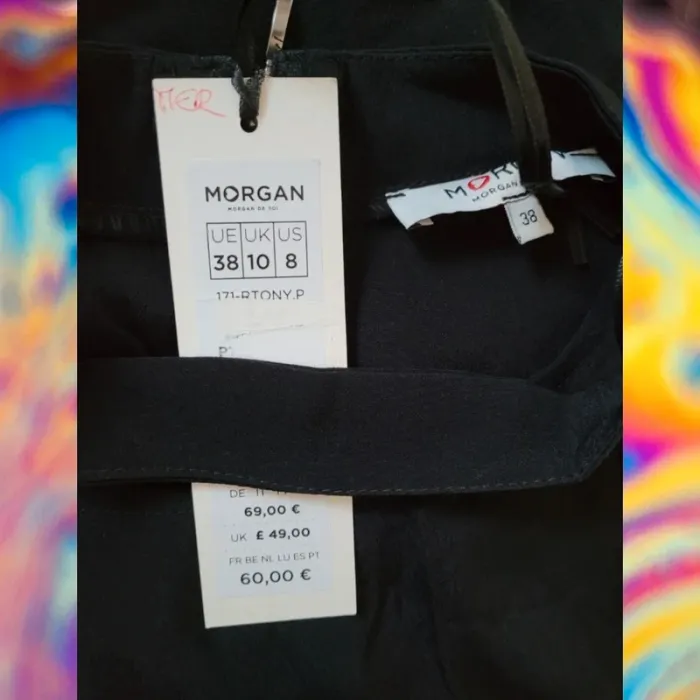 MORGAN
MORGAN DE TOI
UE UK US
38 10 8
171-RTONY.P
69,00 €
UK £ 49,00
FR BE NL LU ES PT
60,00 €
MORGAN
38